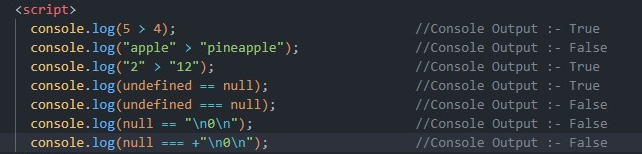 <script>
console.log(5 > 4); //Console Output :- True
console.log("apple" > "pineapple"); //Console Output :- False
console.log("2" > "12"); //Console Output :- True
console.log(undefined == null); //Console Output :- True
console.log(undefined === null); //Console Output :- False
console.log(null == "\n0\n"); //Console Output :- False
console.log(null === +"\n0\n"); //Console Output :- False